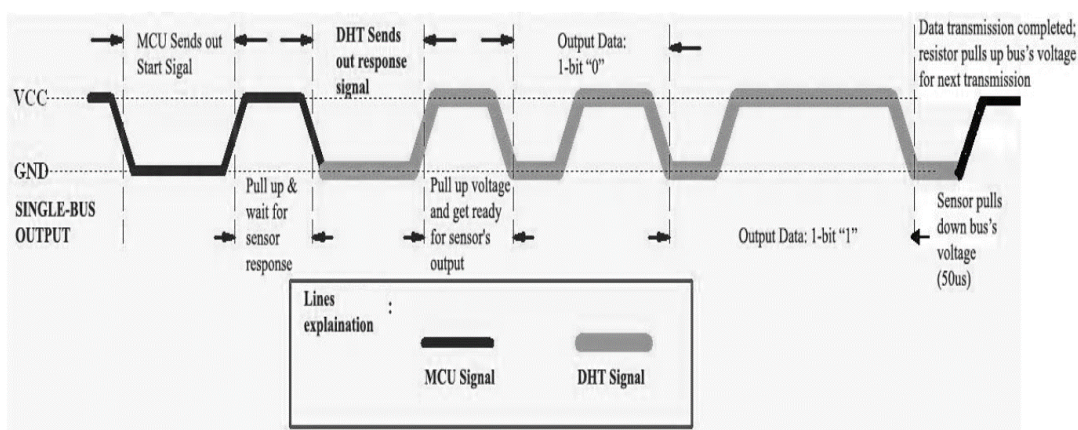 MCU Sends out
Start Sigal
DHT Sends
out response
signal
Output Data:
1-bit “0”
Data transmission completed;
resistor pulls up bus's voltage
for next transmission
VCC
GND
SINGLE-BUS
OUTPUT
Pull up &
wait for
sensor
response
Pull up voltage
and get ready
for sensor's
output
Output Data: 1-bit “1”
Sensor pulls
down bus's
voltage
(50us)
Lines :
explaination
MCU Signal
DHT Signal